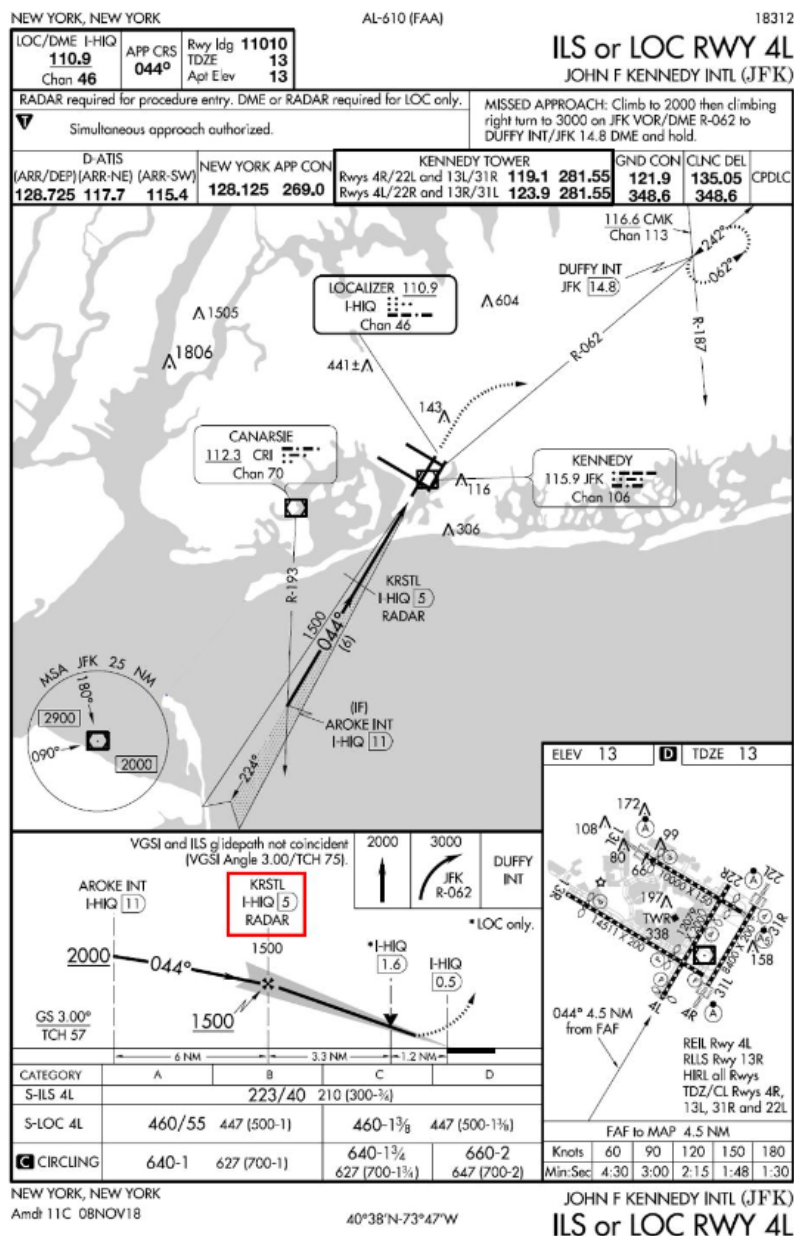 NEW YORK, NEW YORK
AL-610 (FAA)
18312
LOC/DME I-HIQ
110.9
Chan 46
APP CRS
044°
Rwy ldg 11010
TDZE 13
Apt Elev 13
ILS or LOC RWY 4L
JOHN F KENNEDY INTL (JFK)
RADAR required for procedure entry. DME or RADAR required for LOC only.
T
Simultaneous approach authorized.
MISSED APPROACH: Climb to 2000 then climbing
right turn to 3000 on JFK VOR/DME R-062 to
DUFFY INT/JFK 14.8 DME and hold.
D-ATIS
(ARR/DEP) (ARR-NE) (ARR-SW)
128.725 117.7 115.4
NEW YORK APP CON
128.125 269.0
KENNEDY TOWER
Rwys 4R/22L and 13L/31R 119.1 281.55
Rwys 4L/22R and 13R/31L 123.9 281.55
GND CON
121.9
348.6
CLNC DEL
135.05
348.6
CPDLC
116.6 CMK
Chan 113
242°
062°
DUFFY INT
JFK 14.8
R-187
R-062
LOCALIZER 110.9
I-HIQ
Chan 46
604
1505
1806
441±
143
CANARSIE
112.3 CRI
Chan 70
KENNEDY
115.9 JFK
Chan 106
116
306
R-193
KRSTL
I-HIQ 5
RADAR
1500
044°
(6)
(IF)
AROKE INT
I-HIQ 11
224°
MSA JFK 25 NM
180°
2900
090°
2000
ELEV 13
D
TDZE 13
172
A
108
99
80
66
13L
10000 X 150
22R
22L
A
13R
197
TWR
338
14511 X 200
8400 X 200
31R
158
31L
4L
4R
A
044° 4.5 NM
from FAF
REIL Rwy 4L
RLLS Rwy 13R
HIRL all Rwys
TDZ/CL Rwys 4R,
13L, 31R and 22L
FAF to MAP 4.5 NM
Knots 60 90 120 150 180
Min:Sec 4:30 3:00 2:15 1:48 1:30
VGSI and ILS glidepath not coincident
(VGSI Angle 3.00/TCH 75).
2000
3000
JFK
R-062
DUFFY
INT
AROKE INT
I-HIQ 11
KRSTL
I-HIQ 5
RADAR
1500
*LOC only.
*I-HIQ
1.6
I-HIQ
0.5
2000
044°
1500
GS 3.00°
TCH 57
6 NM
3.3 NM
1.2 NM
CATEGORY A B C D
S-ILS 4L 223/40 210 (300-¾)
S-LOC 4L 460/55 447 (500-1) 460-1⅜ 447 (500-1⅜)
C CIRCLING 640-1 627 (700-1) 640-1¾ 627 (700-1¾) 660-2 647 (700-2)
NEW YORK, NEW YORK
Amdt 11C 08NOV18
40°38'N-73°47'W
JOHN F KENNEDY INTL (JFK)
ILS or LOC RWY 4L